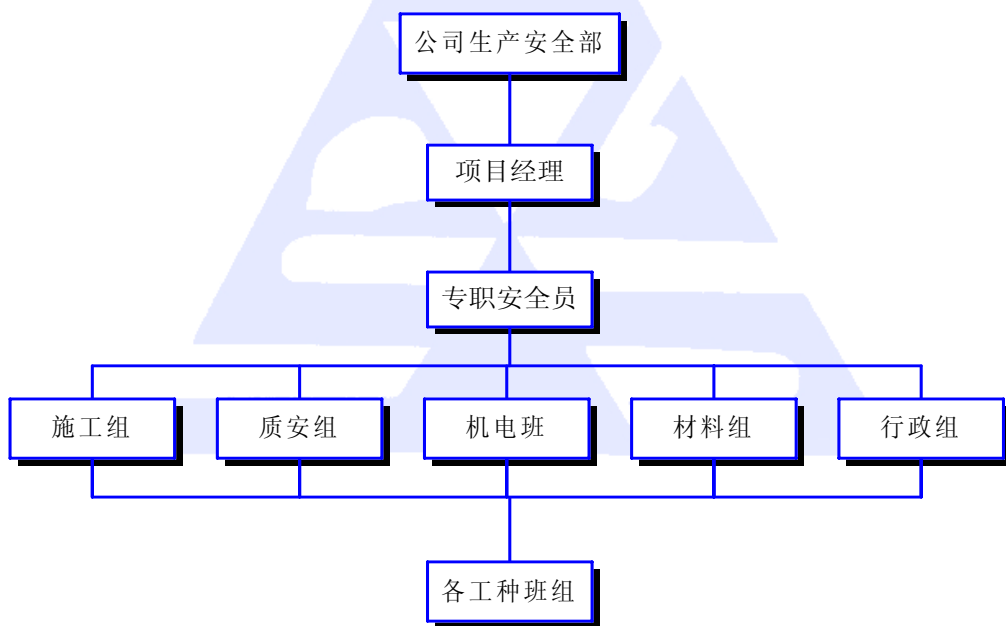 公司生产安全部
项目经理
专职安全员
施工组
质安组
机电班
材料组
行政组
各工种班组